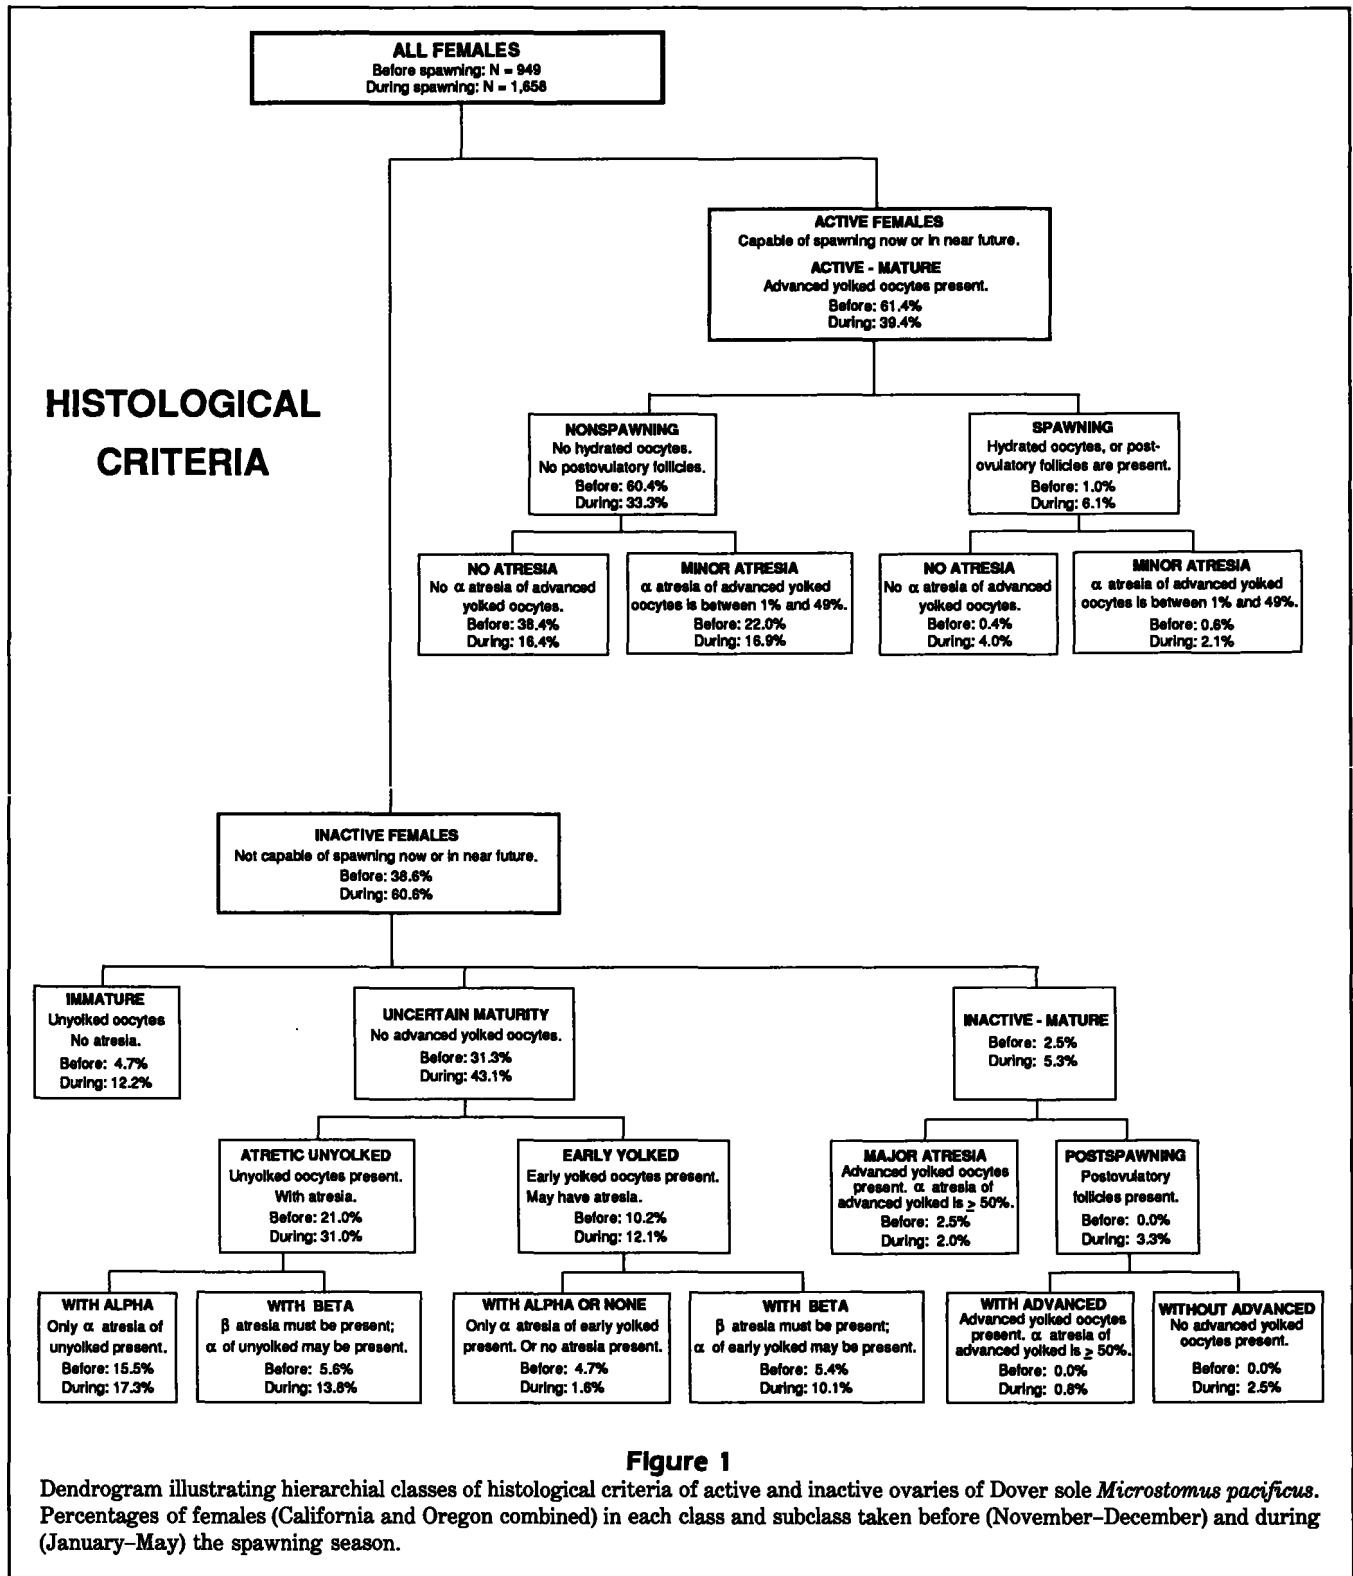 ALL FEMALES
Before spawning: N = 949
During spawning: N = 1,658
ACTIVE FEMALES
Capable of spawning now or in near future.
ACTIVE - MATURE
Advanced yolked oocytes present.
Before: 61.4%
During: 39.4%
HISTOLOGICAL
CRITERIA
NONSPAWNING
No hydrated oocytes.
No postovulatory follicles.
Before: 60.4%
During: 33.3%
SPAWNING
Hydrated oocytes, or post-
ovulatory follicles are present.
Before: 1.0%
During: 6.1%
NO ATRESIA
No α atresia of advanced
yolked oocytes.
Before: 38.4%
During: 16.4%
MINOR ATRESIA
α atresia of advanced yolked
oocytes is between 1% and 49%.
Before: 22.0%
During: 16.9%
NO ATRESIA
No α atresia of advanced
yolked oocytes.
Before: 0.4%
During: 4.0%
MINOR ATRESIA
α atresia of advanced yolked
oocytes is between 1% and 49%.
Before: 0.6%
During: 2.1%
INACTIVE FEMALES
Not capable of spawning now or in near future.
Before: 38.6%
During: 60.6%
IMMATURE
Unyolked oocytes
No atresia.
Before: 4.7%
During: 12.2%
UNCERTAIN MATURITY
No advanced yolked oocytes.
Before: 31.3%
During: 43.1%
INACTIVE - MATURE
Before: 2.5%
During: 5.3%
ATRETIC UNYOLKED
Unyolked oocytes present.
With atresia.
Before: 21.0%
During: 31.0%
EARLY YOLKED
Early yolked oocytes present.
May have atresia.
Before: 10.2%
During: 12.1%
MAJOR ATRESIA
Advanced yolked oocytes
present. α atresia of
advanced yolked is ≥ 50%.
Before: 2.5%
During: 2.0%
POSTSPAWNING
Postovulatory
follicles present.
Before: 0.0%
During: 3.3%
WITH ALPHA
Only α atresia of
unyolked present.
Before: 15.5%
During: 17.3%
WITH BETA
β atresia must be present;
α of unyolked may be present.
Before: 5.6%
During: 13.8%
WITH ALPHA OR NONE
Only α atresia of early yolked
present. Or no atresia present.
Before: 4.7%
During: 1.6%
WITH BETA
β atresia must be present;
α of early yolked may be present.
Before: 5.4%
During: 10.1%
WITH ADVANCED
Advanced yolked oocytes
present. α atresia of
advanced yolked is ≥ 50%.
Before: 0.0%
During: 0.8%
WITHOUT ADVANCED
No advanced yolked
oocytes present.
Before: 0.0%
During: 2.5%
Figure 1
Dendrogram illustrating hierarchial classes of histological criteria of active and inactive ovaries of Dover sole Microstomus pacificus.
Percentages of females (California and Oregon combined) in each class and subclass taken before (November–December) and during
(January–May) the spawning season.